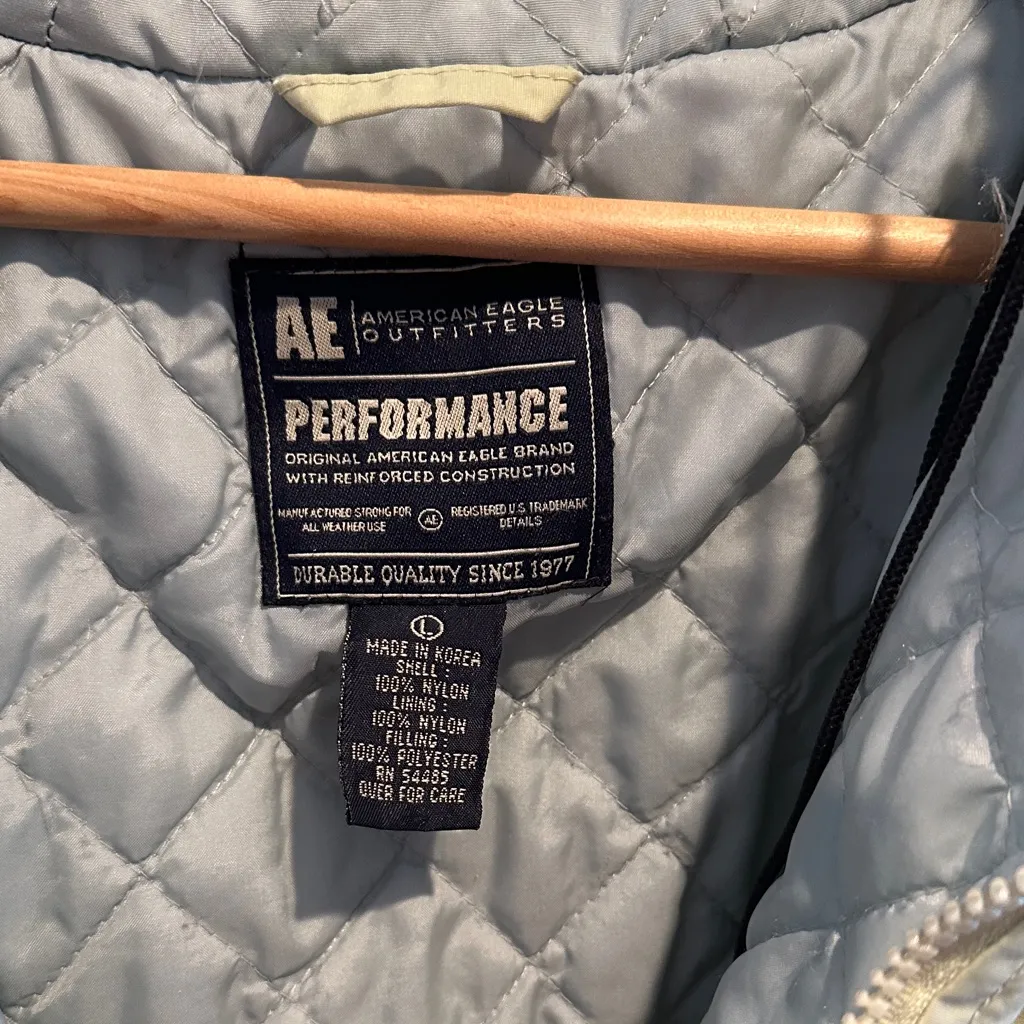 AE | AMERICAN EAGLE
OUTFITTERS
PERFORMANCE
ORIGINAL AMERICAN EAGLE BRAND
WITH REINFORCED CONSTRUCTION
MANUFACTURED STRONG FOR
ALL WEATHER USE
AE
REGISTERED U.S TRADEMARK
DETAILS
DURABLE QUALITY SINCE 1977
L
MADE IN KOREA
SHELL :
100% NYLON
LINING :
100% NYLON
FILLING :
100% POLYESTER
RN 54485
OVER FOR CARE